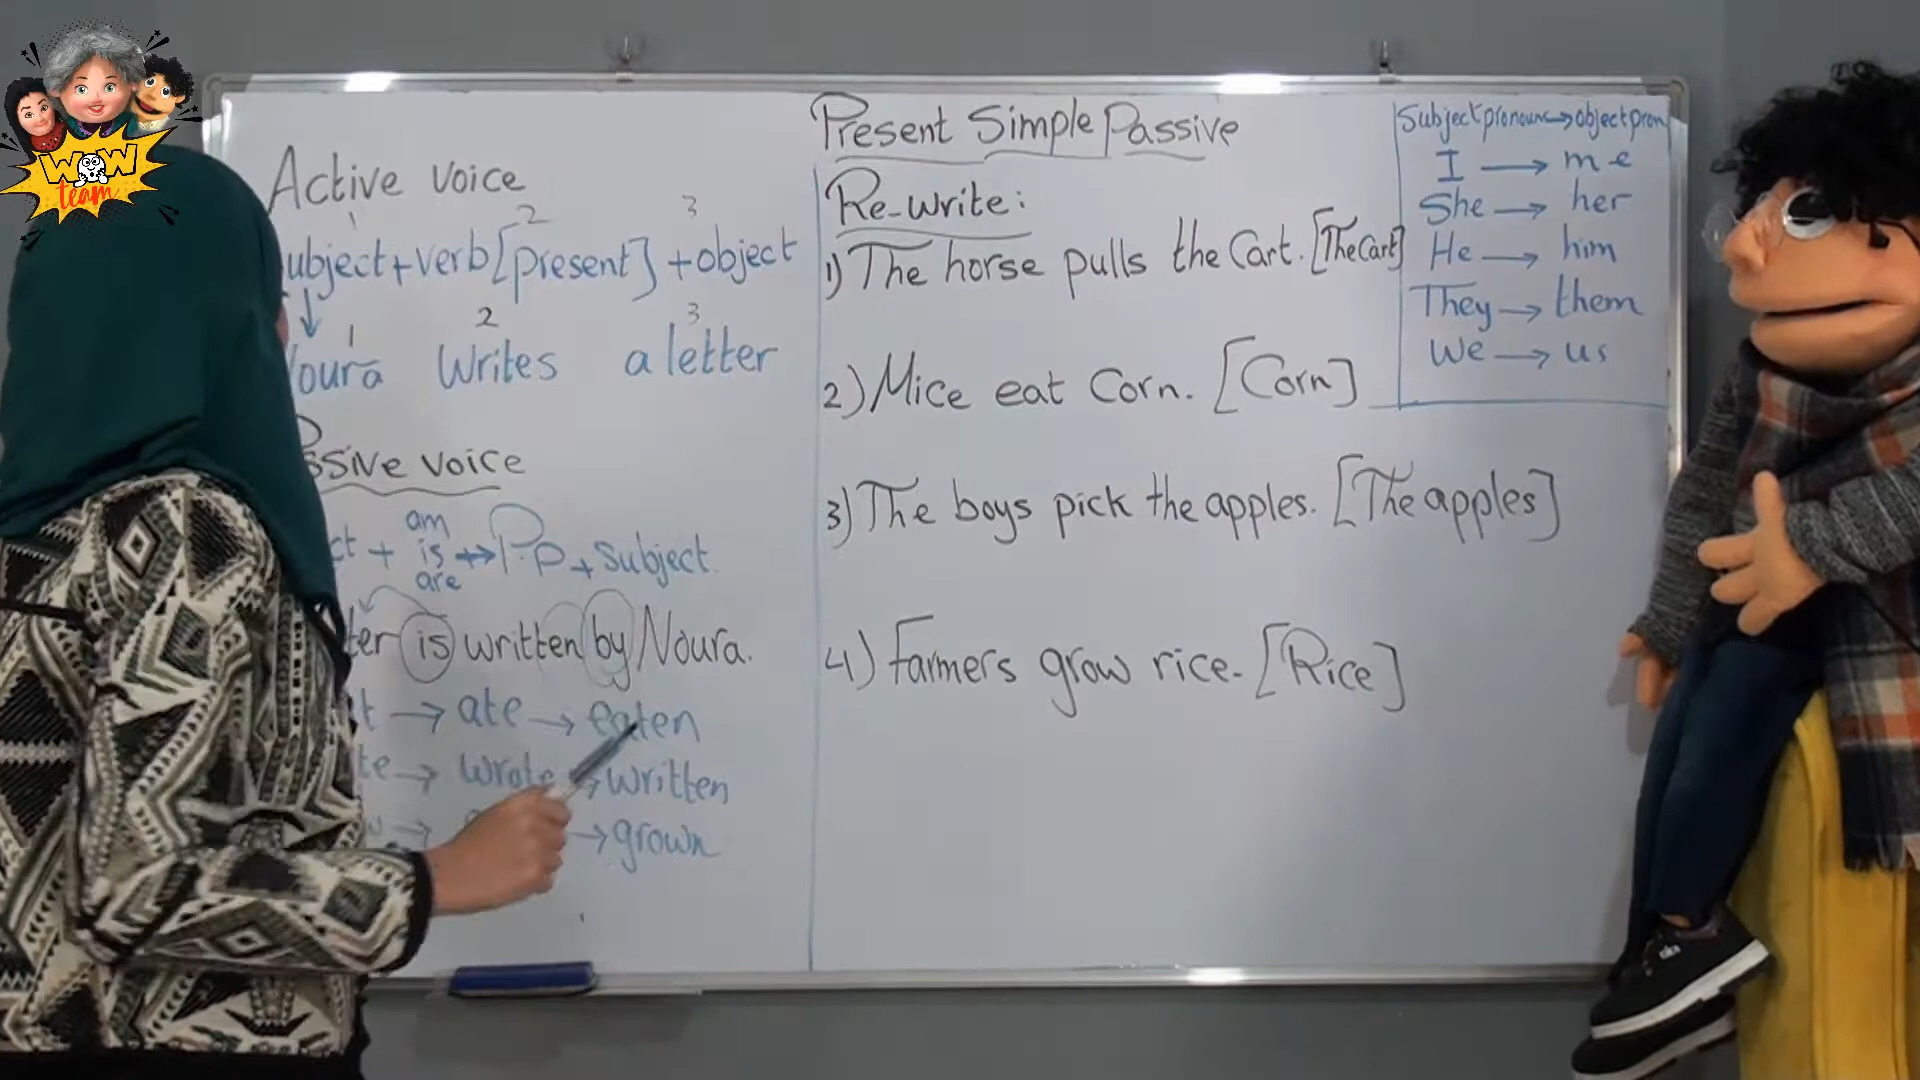 WOW
team
Active voice
1 2 3
ubject+verb[present]+object
1 2 3
oura writes a letter
ssive voice
am
ct + is + P.P + Subject.
are
ter is written by Noura.
t → ate → eaten
te → wrote → written
w → → grown
Present Simple Passive
Re-write:
1) The horse pulls the Cart. [The Cart]
2) Mice eat Corn. [Corn]
3) The boys pick the apples. [The apples]
4) Farmers grow rice. [Rice]
Subject pronouns → object pron
I → me
She → her
He → him
They → them
We → us